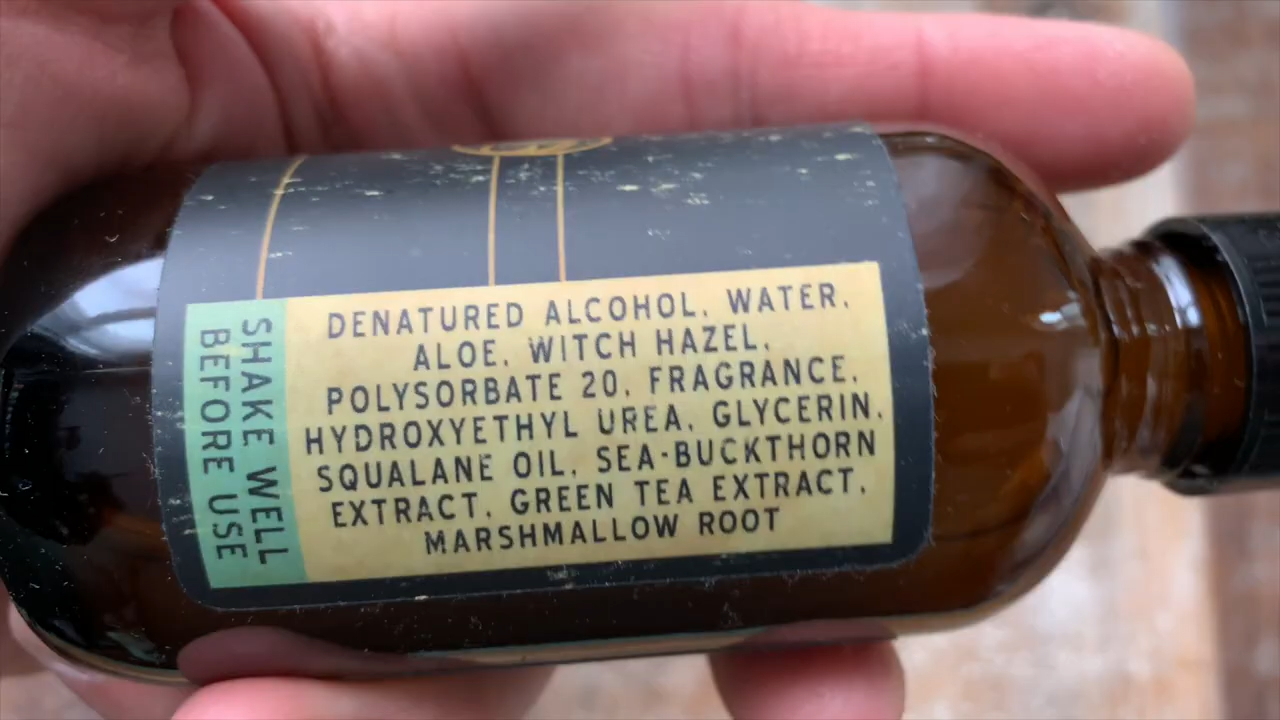 DENATURED ALCOHOL, WATER,
ALOE, WITCH HAZEL,
POLYSORBATE 20, FRAGRANCE,
HYDROXYETHYL UREA, GLYCERIN,
SQUALANE OIL, SEA-BUCKTHORN
EXTRACT, GREEN TEA EXTRACT,
MARSHMALLOW ROOT
SHAKE WELL
BEFORE USE